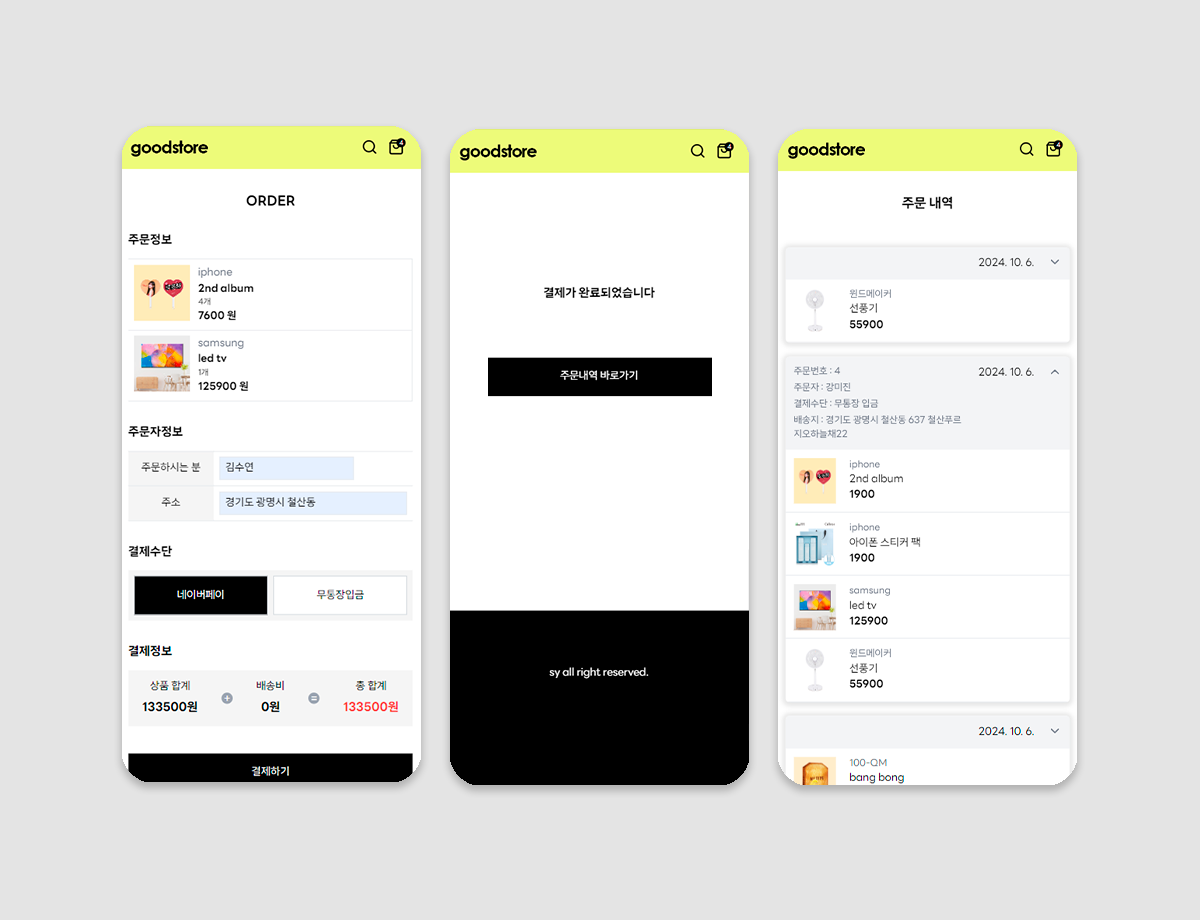 goodstore
4
ORDER
주문정보
iphone
2nd album
4개
7600 원
samsung
led tv
1개
125900 원
주문자정보
주문하시는 분
김수연
주소
경기도 광명시 철산동
결제수단
네이버페이
무통장입금
결제정보
상품 합계
배송비
총 합계
133500원
0원
133500원
결제하기
goodstore
4
결제가 완료되었습니다
주문내역 바로가기
sy all right reserved.
goodstore
4
주문 내역
2024. 10. 6.
윈드메이커
선풍기
55900
주문번호 : 4
2024. 10. 6.
주문자 : 강미진
결제수단 : 무통장 입금
배송지 : 경기도 광명시 철산동 637 철산푸르
지오하늘채22
iphone
2nd album
1900
iphone
아이폰 스티커 팩
1900
samsung
led tv
125900
윈드메이커
선풍기
55900
2024. 10. 6.
100-QM
bang bong